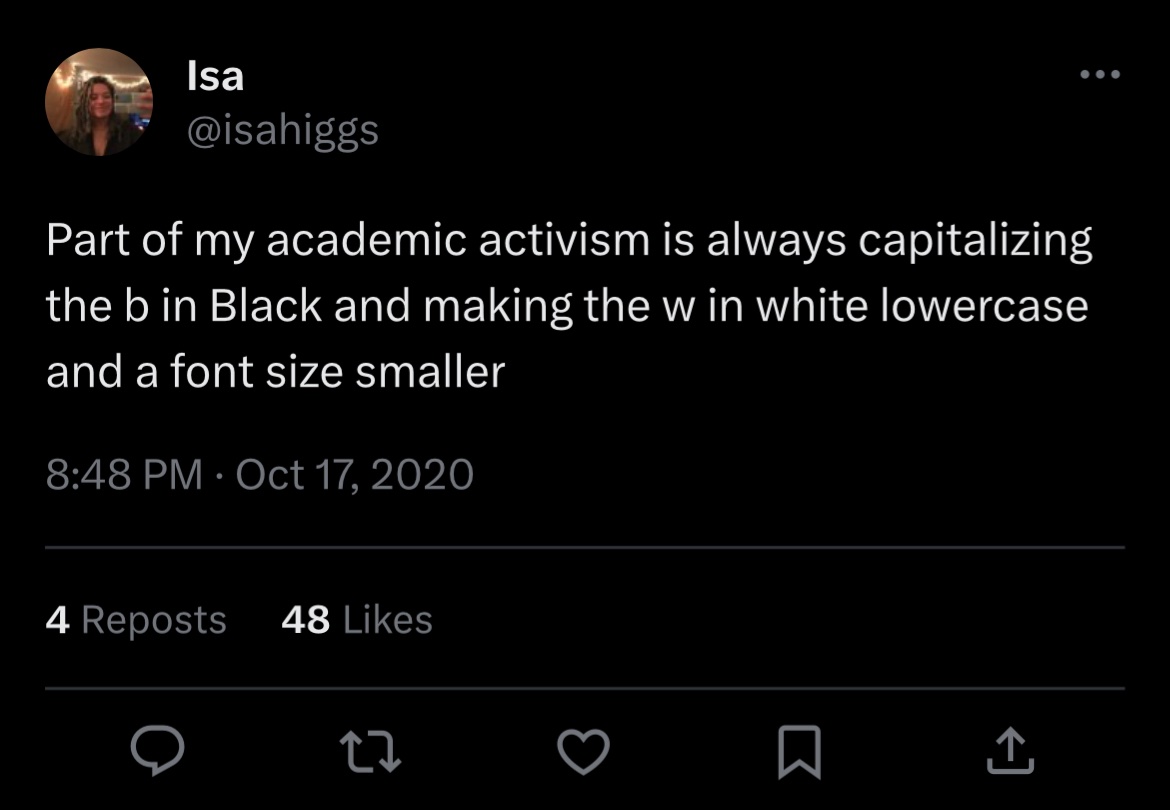 Isa
@isahiggs
Part of my academic activism is always capitalizing
the b in Black and making the w in white lowercase
and a font size smaller
8:48 PM · Oct 17, 2020
4 Reposts 48 Likes